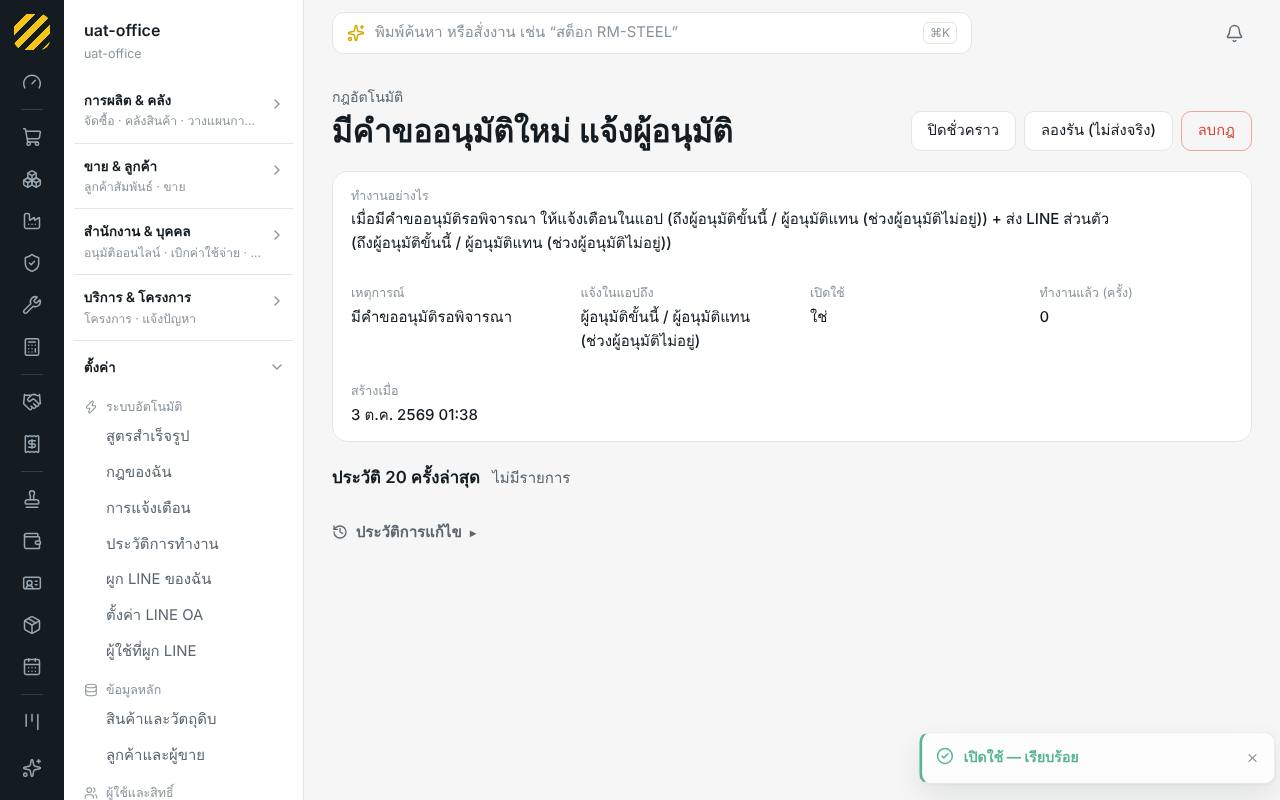 uat-office
uat-office
การผลิต & คลัง
จัดซื้อ · คลังสินค้า · วางแผนกา...
ขาย & ลูกค้า
ลูกค้าสัมพันธ์ · ขาย
สำนักงาน & บุคคล
อนุมัติออนไลน์ · เบิกค่าใช้จ่าย · ...
บริการ & โครงการ
โครงการ · แจ้งปัญหา
ตั้งค่า
ระบบอัตโนมัติ
สูตรสำเร็จรูป
กฎของฉัน
การแจ้งเตือน
ประวัติการทำงาน
ผูก LINE ของฉัน
ตั้งค่า LINE OA
ผู้ใช้ที่ผูก LINE
ข้อมูลหลัก
สินค้าและวัตถุดิบ
ลูกค้าและผู้ขาย
ผู้ใช้และสิทธิ์
พิมพ์ค้นหา หรือสั่งงาน เช่น “สต็อก RM-STEEL”
⌘K
กฎอัตโนมัติ
มีคำขออนุมัติใหม่ แจ้งผู้อนุมัติ
ปิดชั่วคราว
ลองรัน (ไม่ส่งจริง)
ลบกฎ
ทำงานอย่างไร
เมื่อมีคำขออนุมัติรอพิจารณา ให้แจ้งเตือนในแอป (ถึงผู้อนุมัติขั้นนี้ / ผู้อนุมัติแทน (ช่วงผู้อนุมัติไม่อยู่)) + ส่ง LINE ส่วนตัว
(ถึงผู้อนุมัติขั้นนี้ / ผู้อนุมัติแทน (ช่วงผู้อนุมัติไม่อยู่))
เหตุการณ์
มีคำขออนุมัติรอพิจารณา
แจ้งในแอปถึง
ผู้อนุมัติขั้นนี้ / ผู้อนุมัติแทน
(ช่วงผู้อนุมัติไม่อยู่)
เปิดใช้
ใช่
ทำงานแล้ว (ครั้ง)
0
สร้างเมื่อ
3 ต.ค. 2569 01:38
ประวัติ 20 ครั้งล่าสุด ไม่มีรายการ
ประวัติการแก้ไข ▸
เปิดใช้ — เรียบร้อย